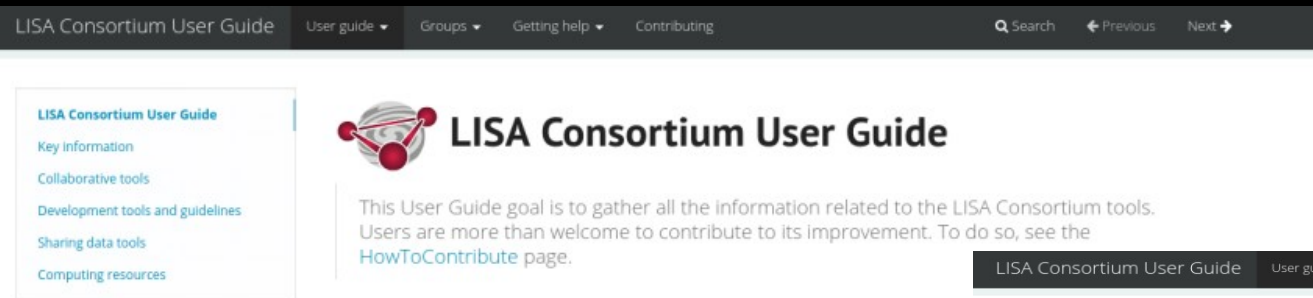 LISA Consortium User Guide User guide Groups Getting help Contributing Search Previous Next
LISA Consortium User Guide
Key information
Collaborative tools
Development tools and guidelines
Sharing data tools
Computing resources
LISA Consortium User Guide
This User Guide goal is to gather all the information related to the LISA Consortium tools.
Users are more than welcome to contribute to its improvement. To do so, see the
HowToContribute page.
LISA Consortium User Guide User gu